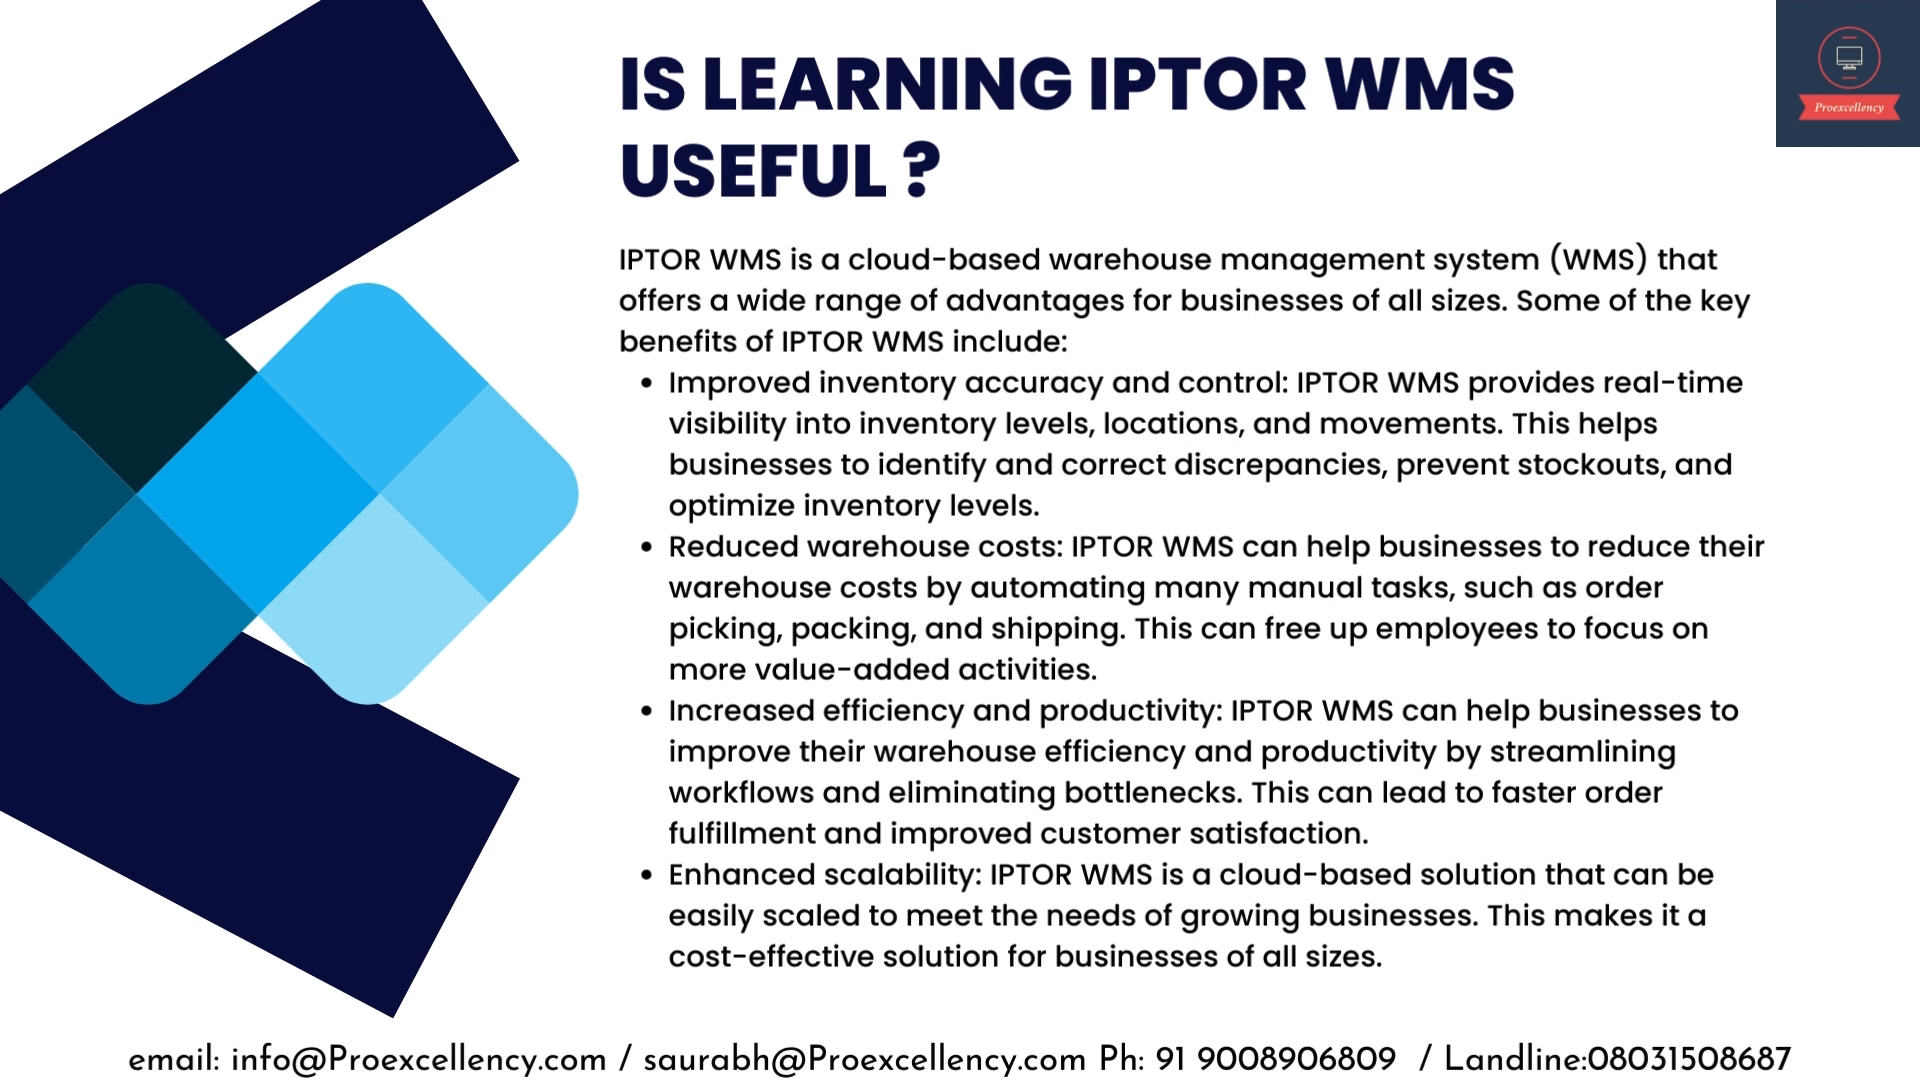 IS LEARNING IPTOR WMS
USEFUL ?
Proexcellency
IPTOR WMS is a cloud-based warehouse management system (WMS) that
offers a wide range of advantages for businesses of all sizes. Some of the key
benefits of IPTOR WMS include:
• Improved inventory accuracy and control: IPTOR WMS provides real-time
visibility into inventory levels, locations, and movements. This helps
businesses to identify and correct discrepancies, prevent stockouts, and
optimize inventory levels.
• Reduced warehouse costs: IPTOR WMS can help businesses to reduce their
warehouse costs by automating many manual tasks, such as order
picking, packing, and shipping. This can free up employees to focus on
more value-added activities.
• Increased efficiency and productivity: IPTOR WMS can help businesses to
improve their warehouse efficiency and productivity by streamlining
workflows and eliminating bottlenecks. This can lead to faster order
fulfillment and improved customer satisfaction.
• Enhanced scalability: IPTOR WMS is a cloud-based solution that can be
easily scaled to meet the needs of growing businesses. This makes it a
cost-effective solution for businesses of all sizes.
email: info@Proexcellency.com / saurabh@Proexcellency.com Ph: 91 9008906809 / Landline:08031508687